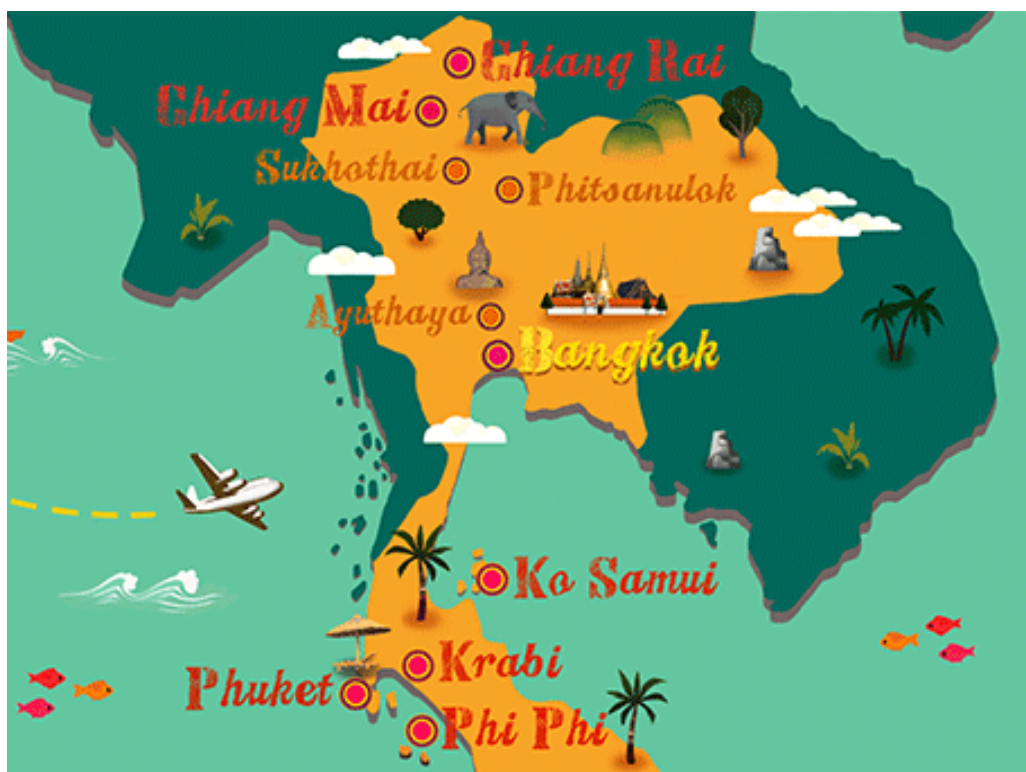 Chiang Rai
Chiang Mai
Sukhothai
Phitsanulok
Ayuthaya
Bangkok
Ko Samui
Krabi
Phuket
Phi Phi